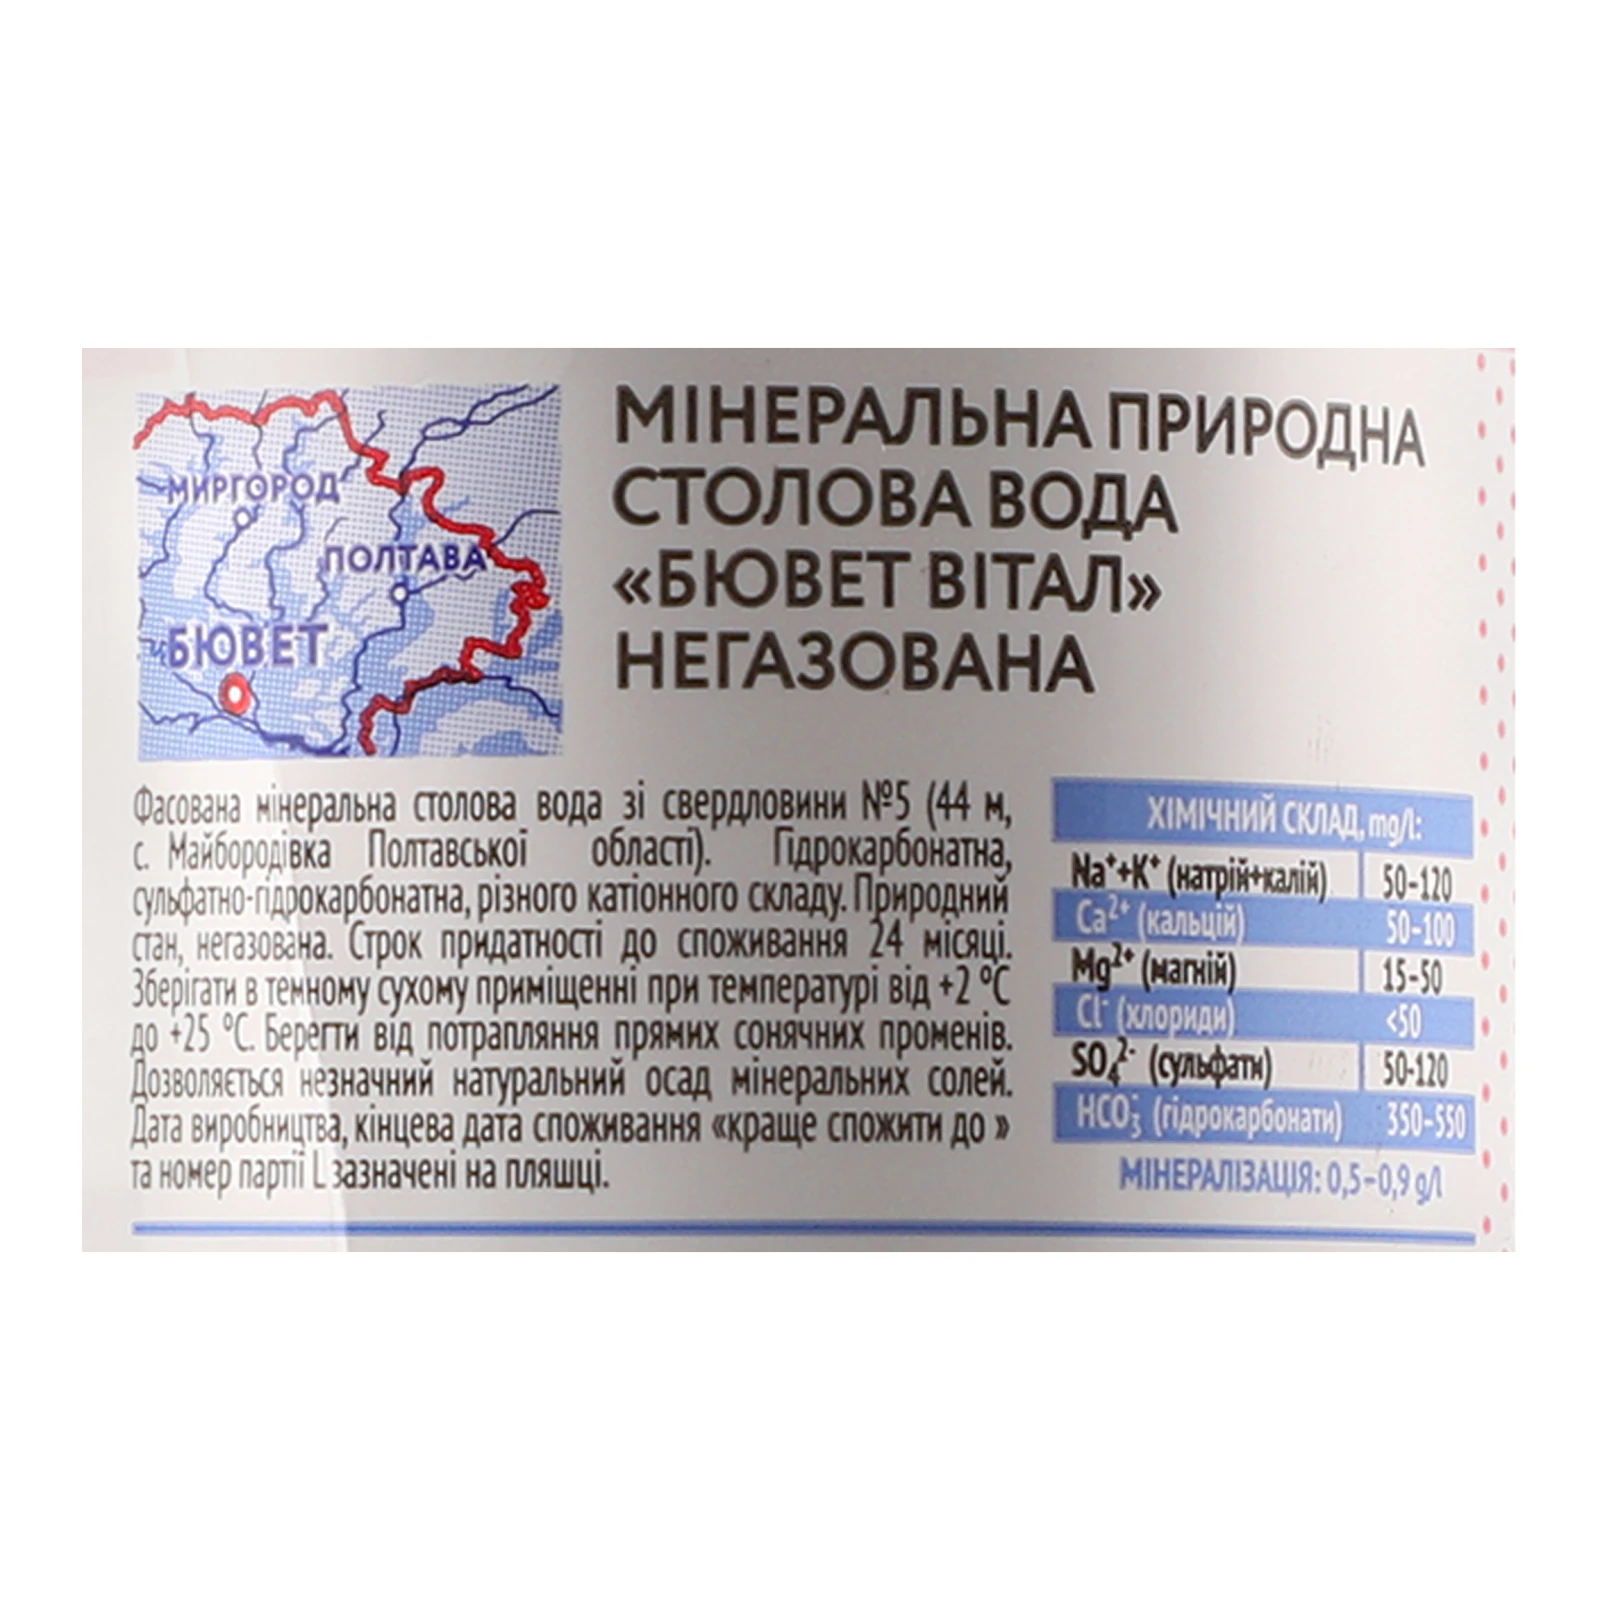 МИРГОРОД
ПОЛТАВА
БЮВЕТ
МІНЕРАЛЬНА ПРИРОДНА
СТОЛОВА ВОДА
«БЮВЕТ ВІТАЛ»
НЕГАЗОВАНА
Фасована мінеральна столова вода зі свердловини №5 (44 м,
с. Майбородівка Полтавської області). Гідрокарбонатна,
сульфатно-гідрокарбонатна, різного катіонного складу. Природний
стан, негазована. Строк придатності до споживання 24 місяці.
Зберігати в темному сухому приміщенні при температурі від +2 °C
до +25 °C. Берегти від потрапляння прямих сонячних променів.
Дозволяється незначний натуральний осад мінеральних солей.
Дата виробництва, кінцева дата споживання «краще спожити до »
та номер партії L зазначені на пляшці.
ХІМІЧНИЙ СКЛАД, mg/l:
Na⁺+K⁺ (натрій+калій) 50–120
Ca²⁺ (кальцій) 50–100
Mg²⁺ (магній) 15–50
Cl⁻ (хлориди) <50
SO₄²⁻ (сульфати) 50-120
HCO₃⁻ (гідрокарбонати) 350–550
МІНЕРАЛІЗАЦІЯ: 0,5–0,9 g/l